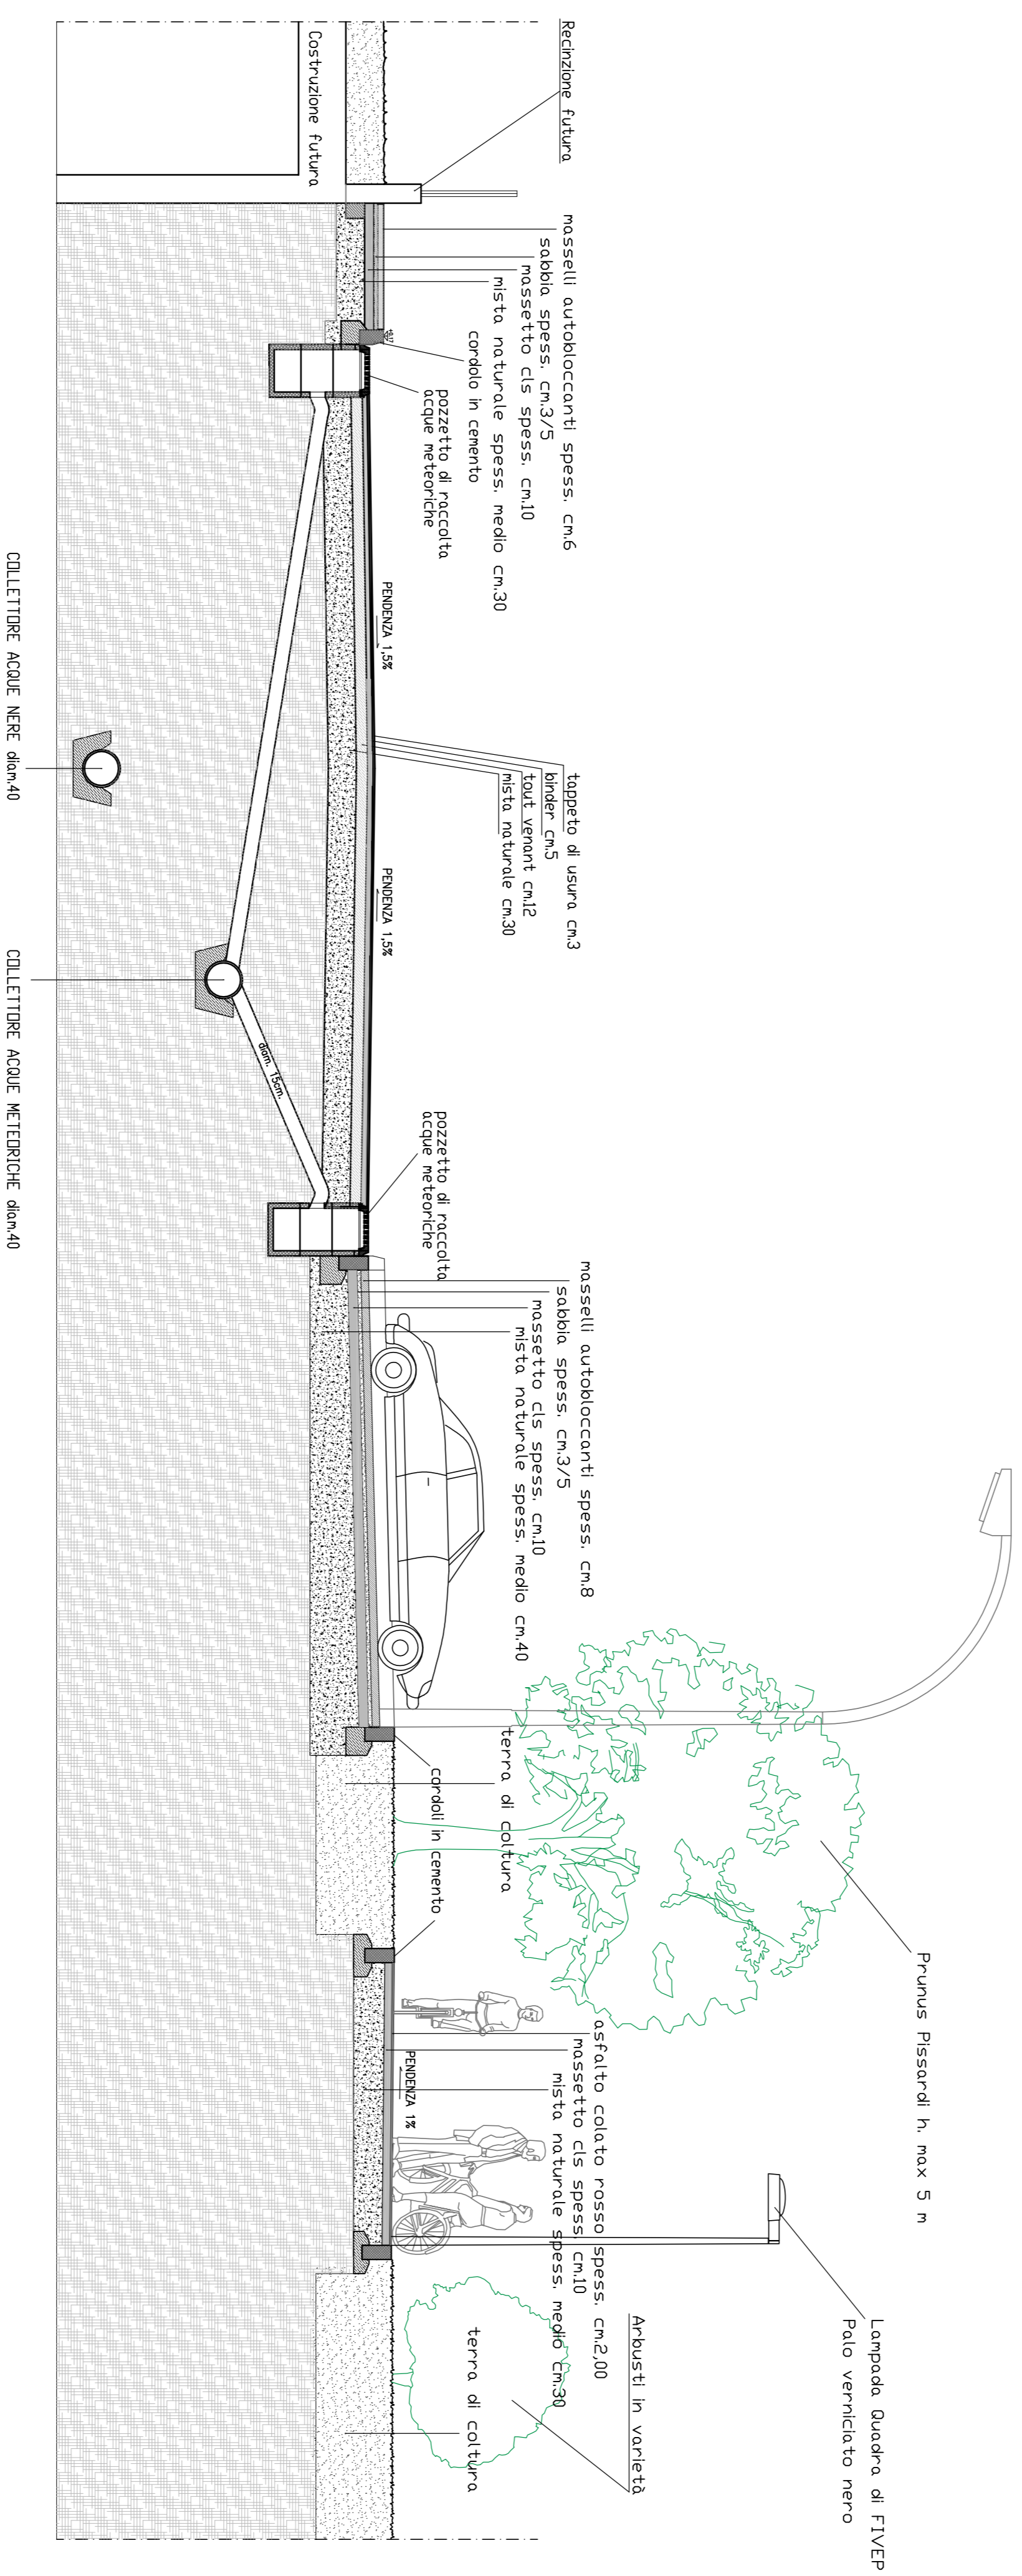 Recinzione futura
Costruzione futura
masselli autobloccanti spess. cm.6
sabbia spess. cm.3/5
massetto cls spess. cm.10
mista naturale spess. medio cm.30
cordolo in cemento
pozzetto di raccolta
acque meteoriche
PENDENZA 1,5%
tappeto di usura cm.3
binder cm.5
tout venant cm.12
mista naturale cm.30
PENDENZA 1,5%
COLLETTORE ACQUE NERE diam.40
COLLETTORE ACQUE METEORICHE diam.40
diam. 15cm.
pozzetto di raccolta
acque meteoriche
masselli autobloccanti spess. cm.8
sabbia spess. cm.3/5
massetto cls spess. cm.10
mista naturale spess. medio cm.40
terra di coltura
cordoli in cemento
Prunus Pissardi h. max 5 m
asfalto colato rosso spess. cm.2,00
massetto cls spess. cm.10
mista naturale spess. medio cm.30
PENDENZA 1%
Lampada Quadra di FIVEP
Palo verniciato nero
Arbusti in varietà
terra di coltura